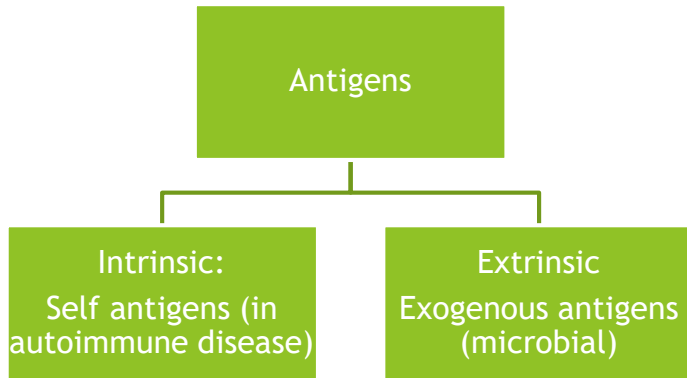 Antigens
Intrinsic:
Self antigens (in
autoimmune disease)
Extrinsic
Exogenous antigens
(microbial)